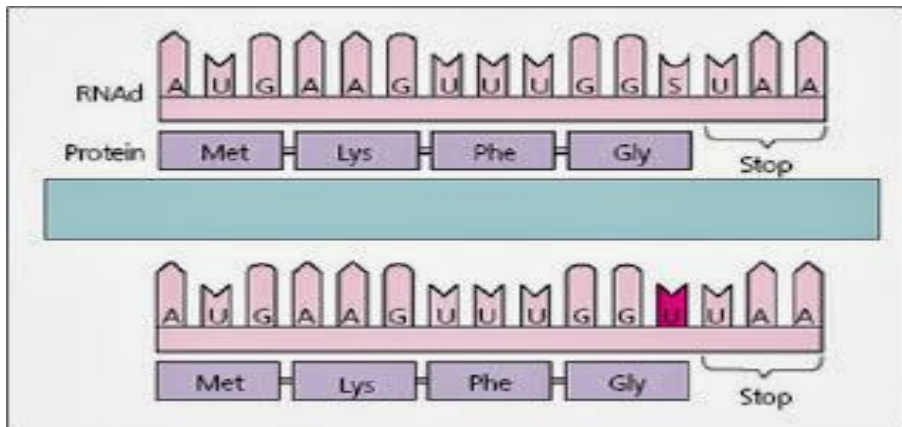 A U G A A G U U U G G S U A A
RNAd
Protein Met Lys Phe Gly
Stop
A U G A A G U U U G G U U A A
Met Lys Phe Gly
Stop